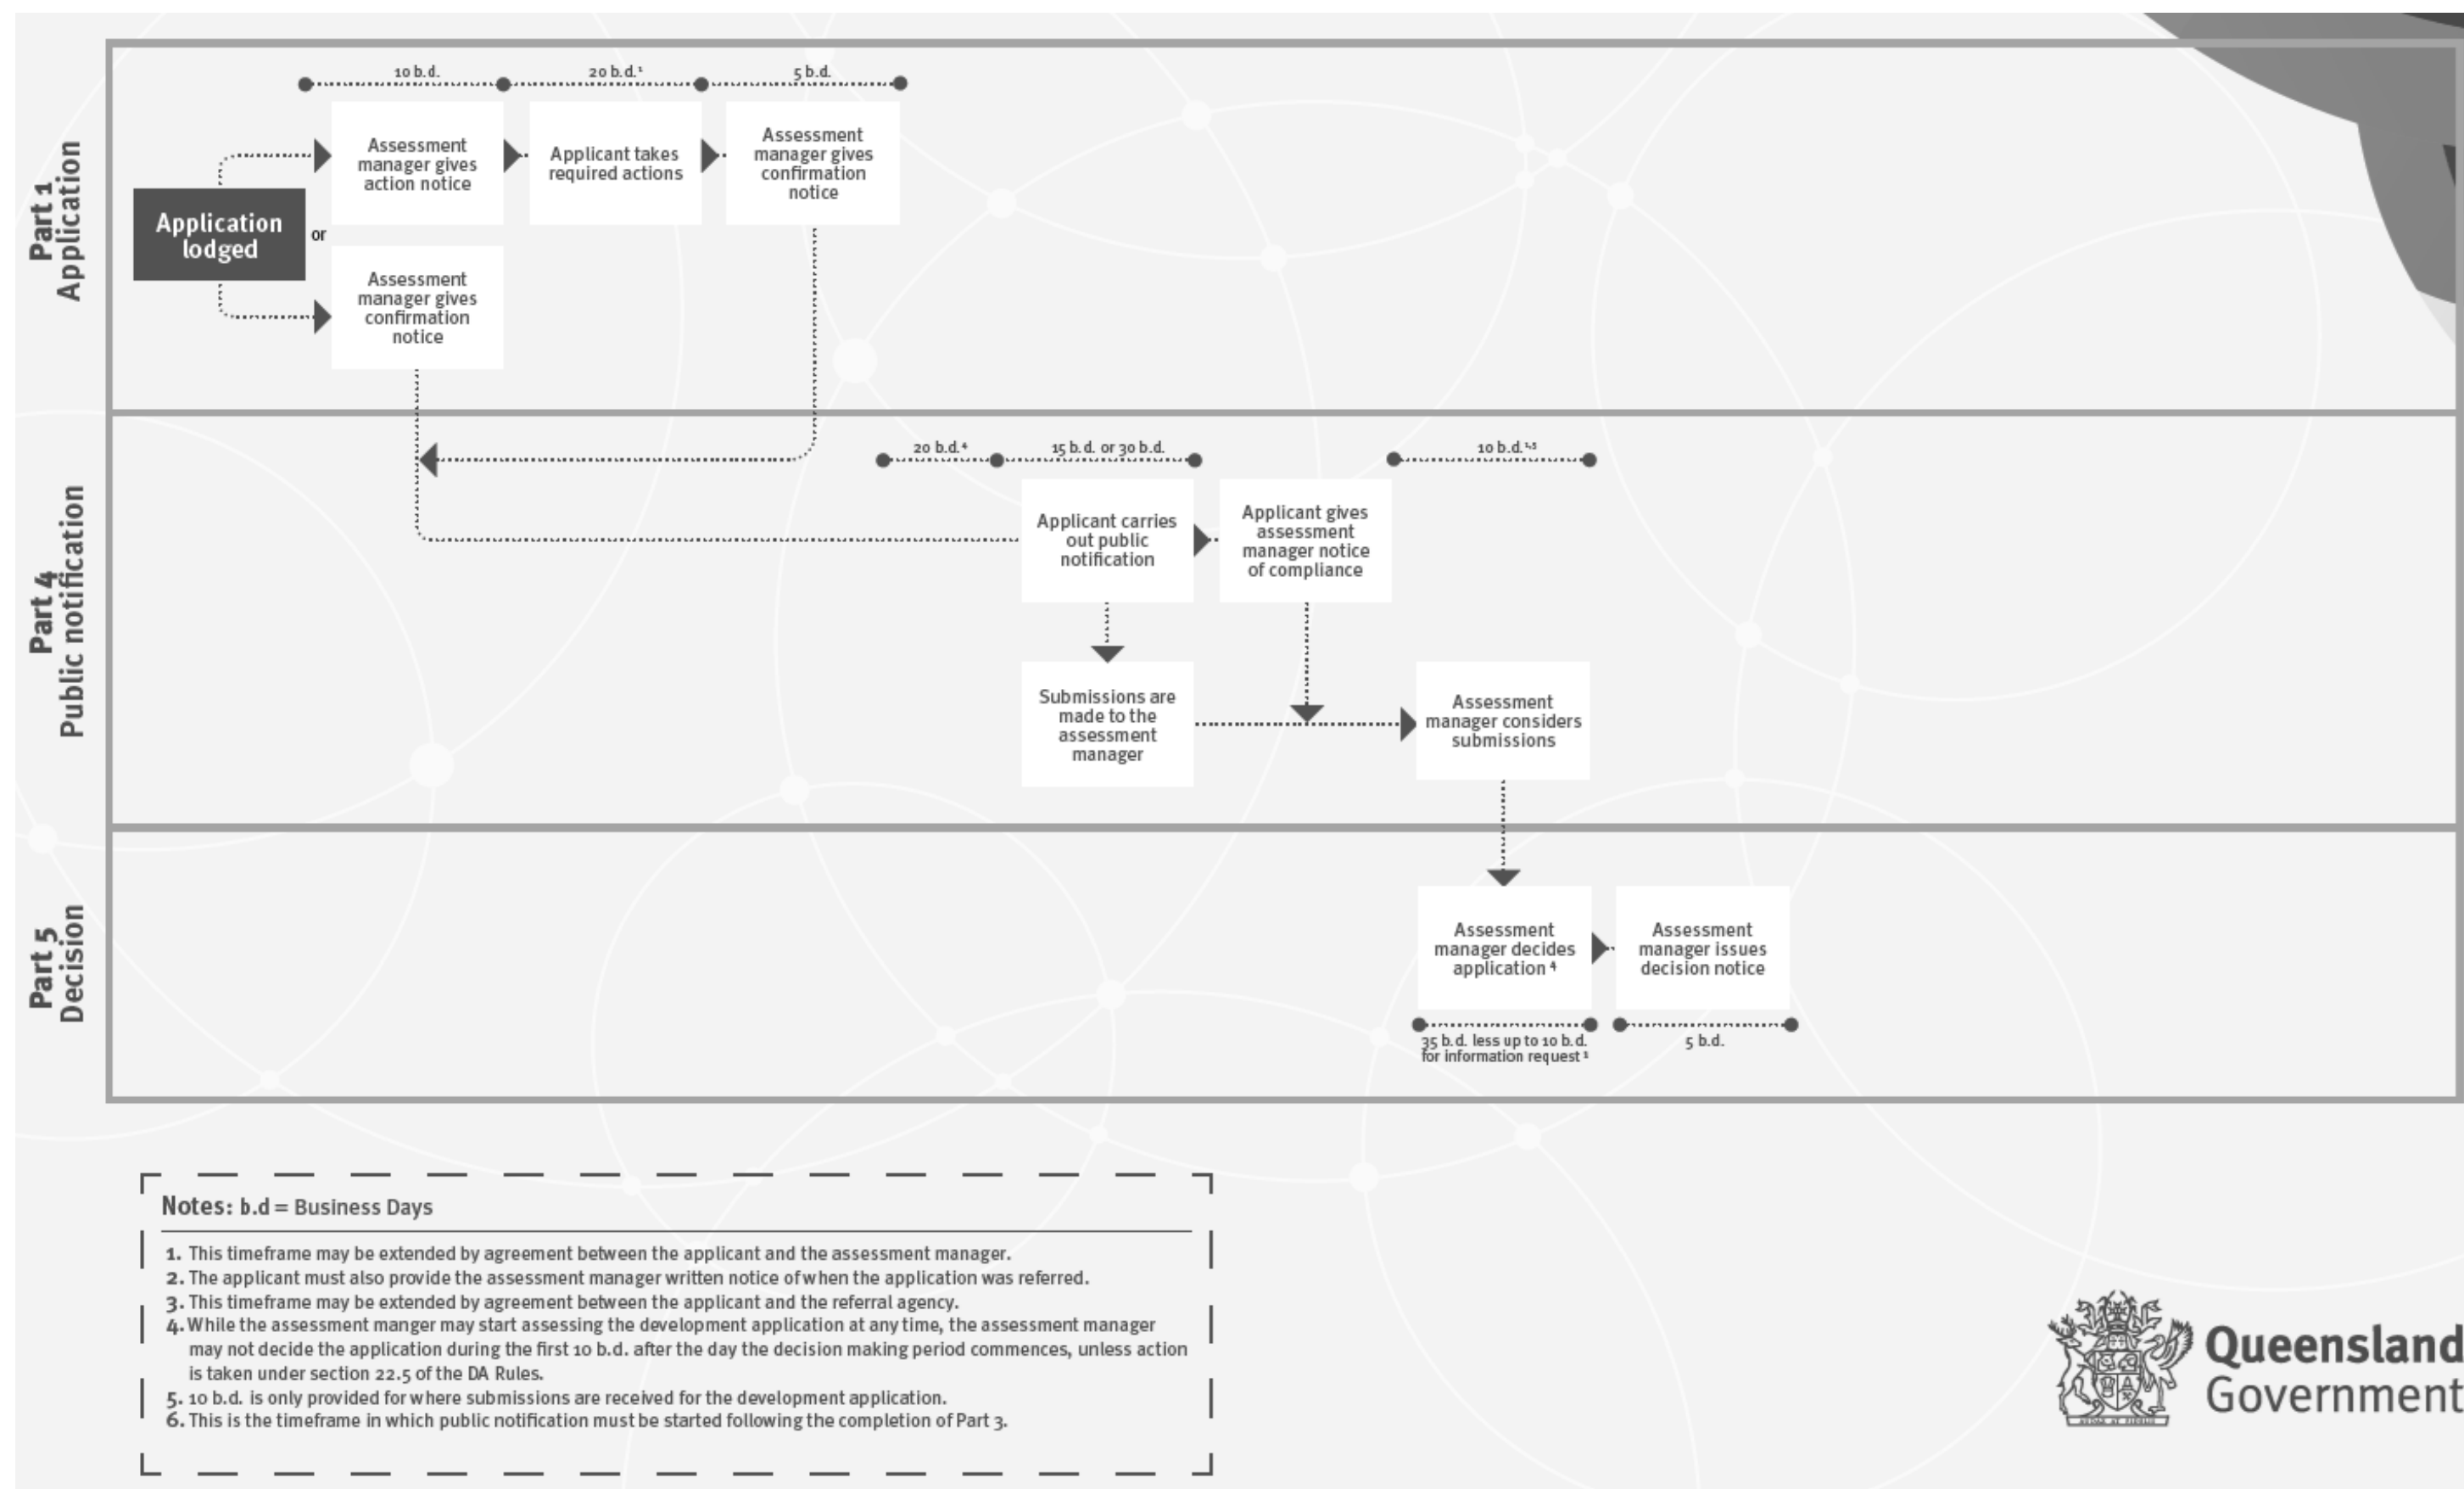 Part 1
Application
10 b.d.
20 b.d.¹
5 b.d.
Application
lodged
or
Assessment
manager gives
action notice
Applicant takes
required actions
Assessment
manager gives
confirmation
notice
Assessment
manager gives
confirmation
notice
Part 4
Public notification
20 b.d.⁴
15 b.d. or 30 b.d.
10 b.d.¹·⁵
Applicant carries
out public
notification
Applicant gives
assessment
manager notice
of compliance
Submissions are
made to the
assessment
manager
Assessment
manager considers
submissions
Part 5
Decision
Assessment
manager decides
application ⁴
Assessment
manager issues
decision notice
35 b.d. less up to 10 b.d.
for information request ¹
5 b.d.
Notes: b.d = Business Days
1. This timeframe may be extended by agreement between the applicant and the assessment manager.
2. The applicant must also provide the assessment manager written notice of when the application was referred.
3. This timeframe may be extended by agreement between the applicant and the referral agency.
4. While the assessment manger may start assessing the development application at any time, the assessment manager
may not decide the application during the first 10 b.d. after the day the decision making period commences, unless action
is taken under section 22.5 of the DA Rules.
5. 10 b.d. is only provided for where submissions are received for the development application.
6. This is the timeframe in which public notification must be started following the completion of Part 3.
Queensland
Government